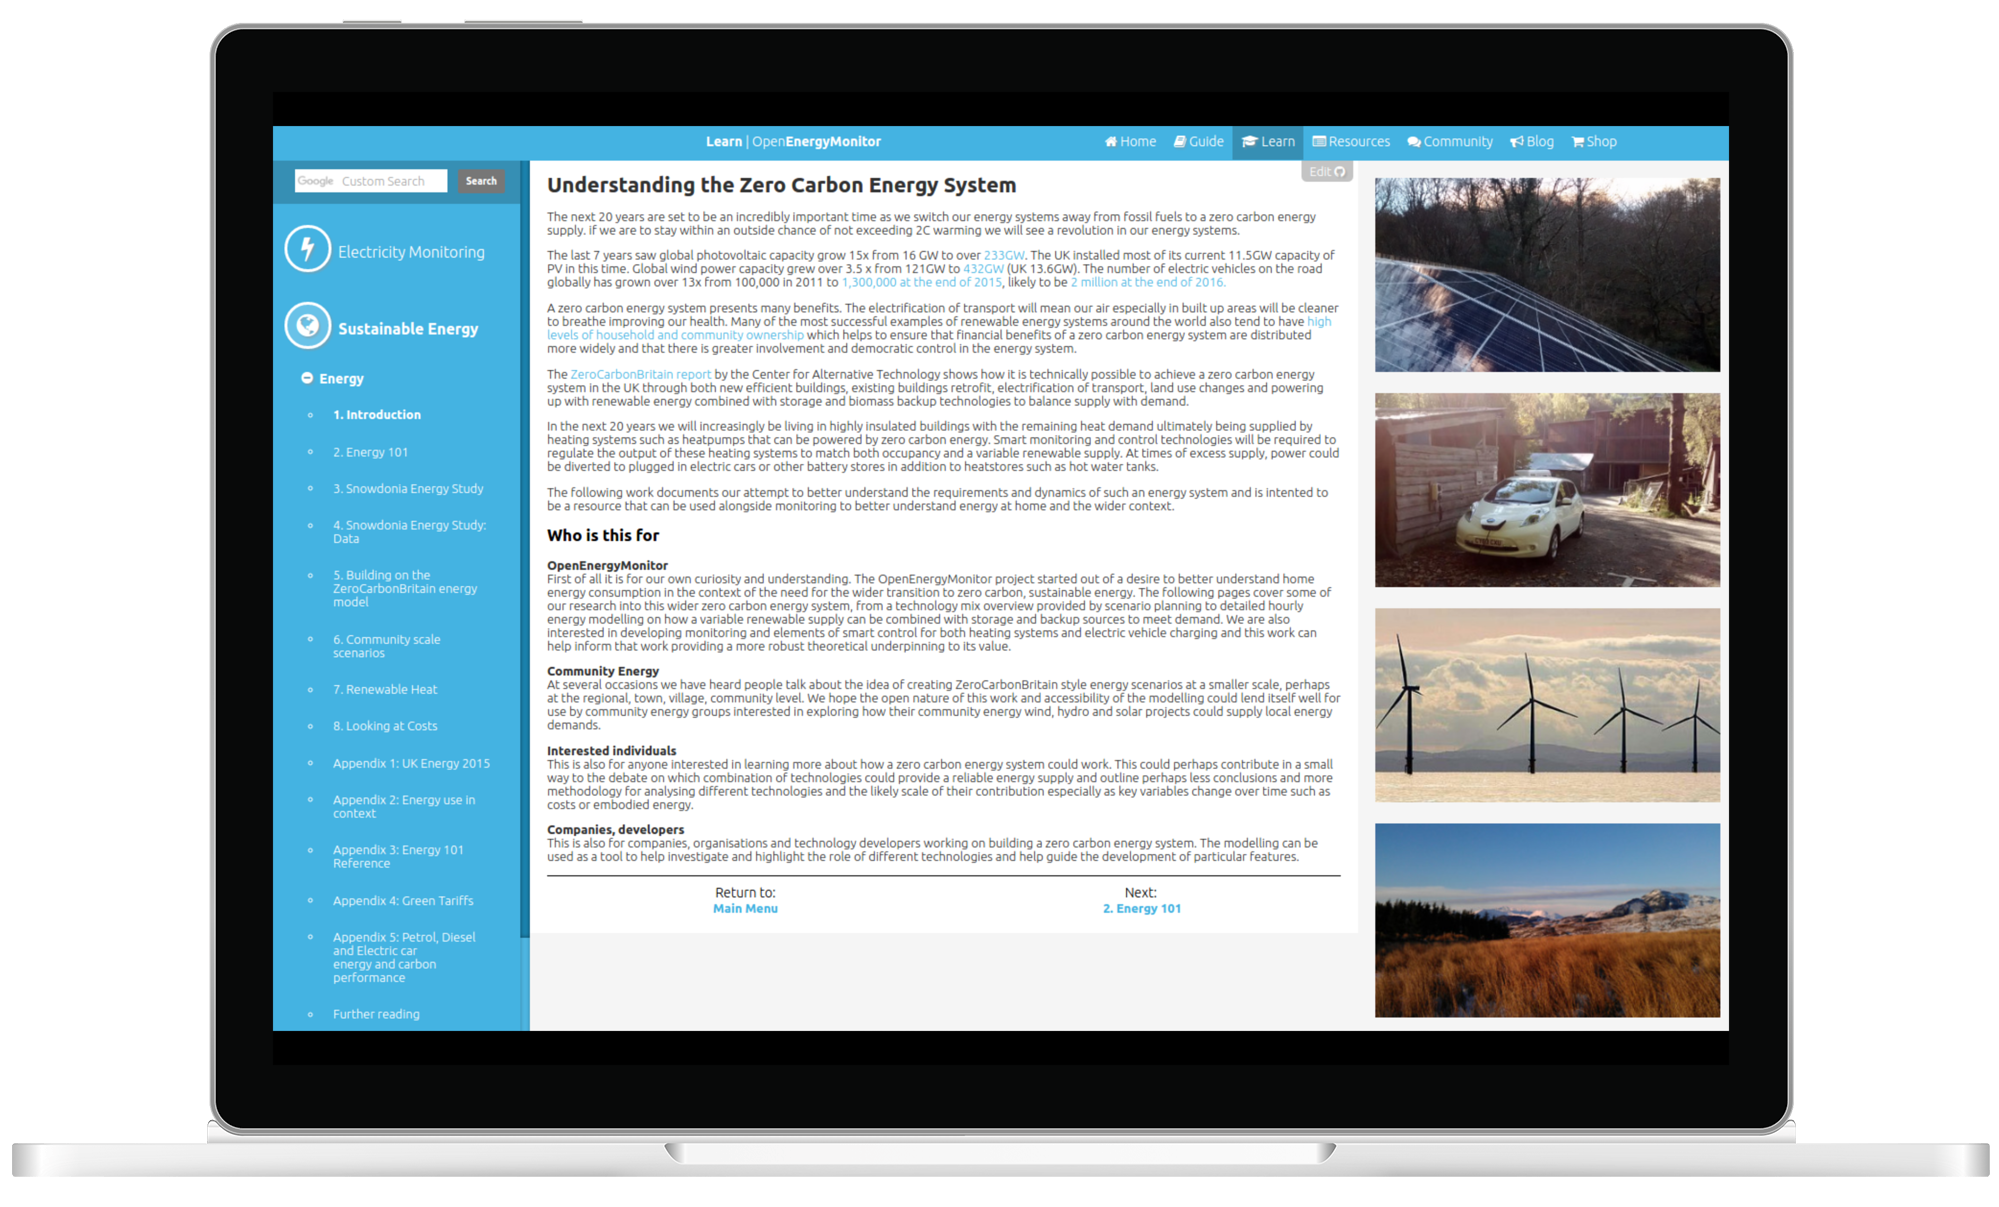 Learn | OpenEnergyMonitor
Home
Guide
Learn
Resources
Community
Blog
Shop
Google Custom Search
Search
Electricity Monitoring
Sustainable Energy
Energy
1. Introduction
2. Energy 101
3. Snowdonia Energy Study
4. Snowdonia Energy Study:
Data
5. Building on the
ZeroCarbonBritain energy
model
6. Community scale
scenarios
7. Renewable Heat
8. Looking at Costs
Appendix 1: UK Energy 2015
Appendix 2: Energy use in
context
Appendix 3: Energy 101
Reference
Appendix 4: Green Tariffs
Appendix 5: Petrol, Diesel
and Electric car
energy and carbon
performance
Further reading
Edit
Understanding the Zero Carbon Energy System
The next 20 years are set to be an incredibly important time as we switch our energy systems away from fossil fuels to a zero carbon energy
supply. if we are to stay within an outside chance of not exceeding 2C warming we will see a revolution in our energy systems.
The last 7 years saw global photovoltaic capacity grow 15x from 16 GW to over 233GW. The UK installed most of its current 11.5GW capacity of
PV in this time. Global wind power capacity grew over 3.5 x from 121GW to 432GW (UK 13.6GW). The number of electric vehicles on the road
globally has grown over 13x from 100,000 in 2011 to 1,300,000 at the end of 2015, likely to be 2 million at the end of 2016.
A zero carbon energy system presents many benefits. The electrification of transport will mean our air especially in built up areas will be cleaner
to breathe improving our health. Many of the most successful examples of renewable energy systems around the world also tend to have high
levels of household and community ownership which helps to ensure that financial benefits of a zero carbon energy system are distributed
more widely and that there is greater involvement and democratic control in the energy system.
The ZeroCarbonBritain report by the Center for Alternative Technology shows how it is technically possible to achieve a zero carbon energy
system in the UK through both new efficient buildings, existing buildings retrofit, electrification of transport, land use changes and powering
up with renewable energy combined with storage and biomass backup technologies to balance supply with demand.
In the next 20 years we will increasingly be living in highly insulated buildings with the remaining heat demand ultimately being supplied by
heating systems such as heatpumps that can be powered by zero carbon energy. Smart monitoring and control technologies will be required to
regulate the output of these heating systems to match both occupancy and a variable renewable supply. At times of excess supply, power could
be diverted to plugged in electric cars or other battery stores in addition to heatstores such as hot water tanks.
The following work documents our attempt to better understand the requirements and dynamics of such an energy system and is intented to
be a resource that can be used alongside monitoring to better understand energy at home and the wider context.
Who is this for
OpenEnergyMonitor
First of all it is for our own curiosity and understanding. The OpenEnergyMonitor project started out of a desire to better understand home
energy consumption in the context of the need for the wider transition to zero carbon, sustainable energy. The following pages cover some of
our research into this wider zero carbon energy system, from a technology mix overview provided by scenario planning to detailed hourly
energy modelling on how a variable renewable supply can be combined with storage and backup sources to meet demand. We are also
interested in developing monitoring and elements of smart control for both heating systems and electric vehicle charging and this work can
help inform that work providing a more robust theoretical underpinning to its value.
Community Energy
At several occasions we have heard people talk about the idea of creating ZeroCarbonBritain style energy scenarios at a smaller scale, perhaps
at the regional, town, village, community level. We hope the open nature of this work and accessibility of the modelling could lend itself well for
use by community energy groups interested in exploring how their community energy wind, hydro and solar projects could supply local energy
demands.
Interested individuals
This is also for anyone interested in learning more about how a zero carbon energy system could work. This could perhaps contribute in a small
way to the debate on which combination of technologies could provide a reliable energy supply and outline perhaps less conclusions and more
methodology for analysing different technologies and the likely scale of their contribution especially as key variables change over time such as
costs or embodied energy.
Companies, developers
This is also for companies, organisations and technology developers working on building a zero carbon energy system. The modelling can be
used as a tool to help investigate and highlight the role of different technologies and help guide the development of particular features.
Return to:
Main Menu
Next:
2. Energy 101